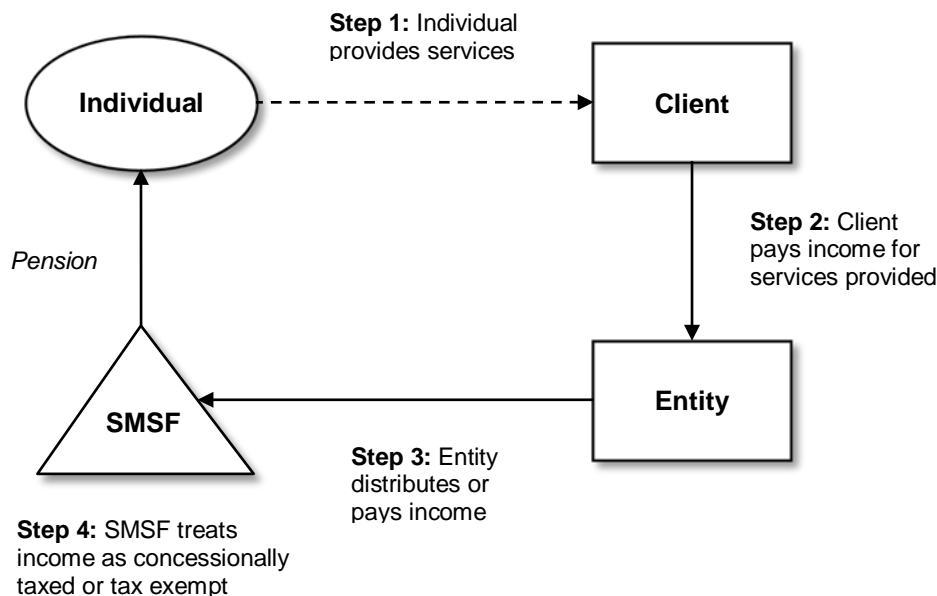 Step 1: Individual
provides services
Individual
Client
Step 2: Client
pays income for
services provided
Pension
Entity
SMSF
Step 3: Entity
distributes or
pays income
Step 4: SMSF treats
income as concessionally
taxed or tax exempt